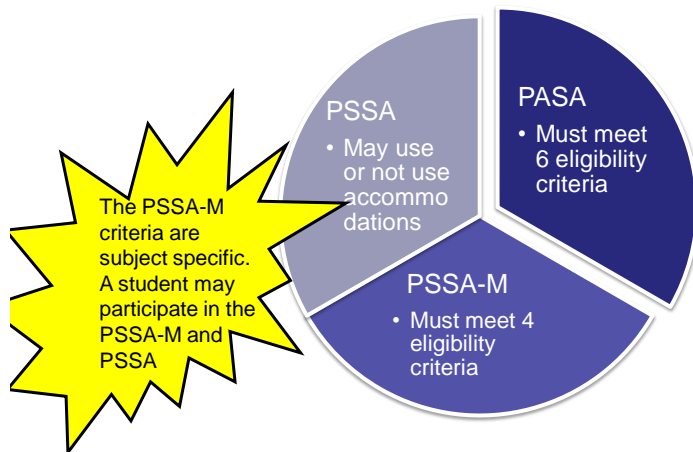 PSSA
• May use
or not use
accommo
dations
PASA
• Must meet
6 eligibility
criteria
The PSSA-M
criteria are
subject specific.
A student may
participate in the
PSSA-M and
PSSA
PSSA-M
• Must meet 4
eligibility
criteria